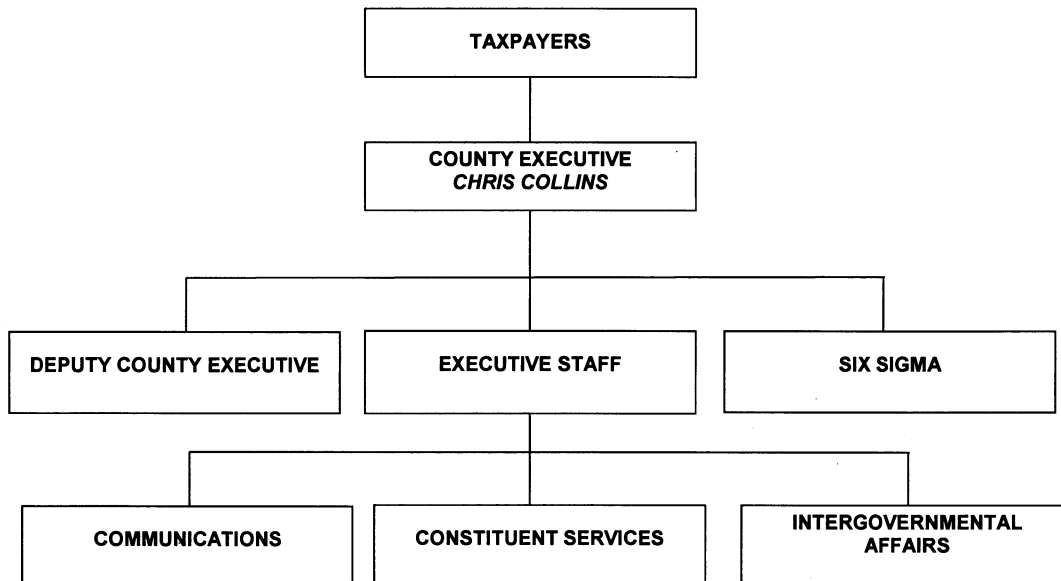 TAXPAYERS
COUNTY EXECUTIVE
CHRIS COLLINS
DEPUTY COUNTY EXECUTIVE
EXECUTIVE STAFF
SIX SIGMA
COMMUNICATIONS
CONSTITUENT SERVICES
INTERGOVERNMENTAL
AFFAIRS